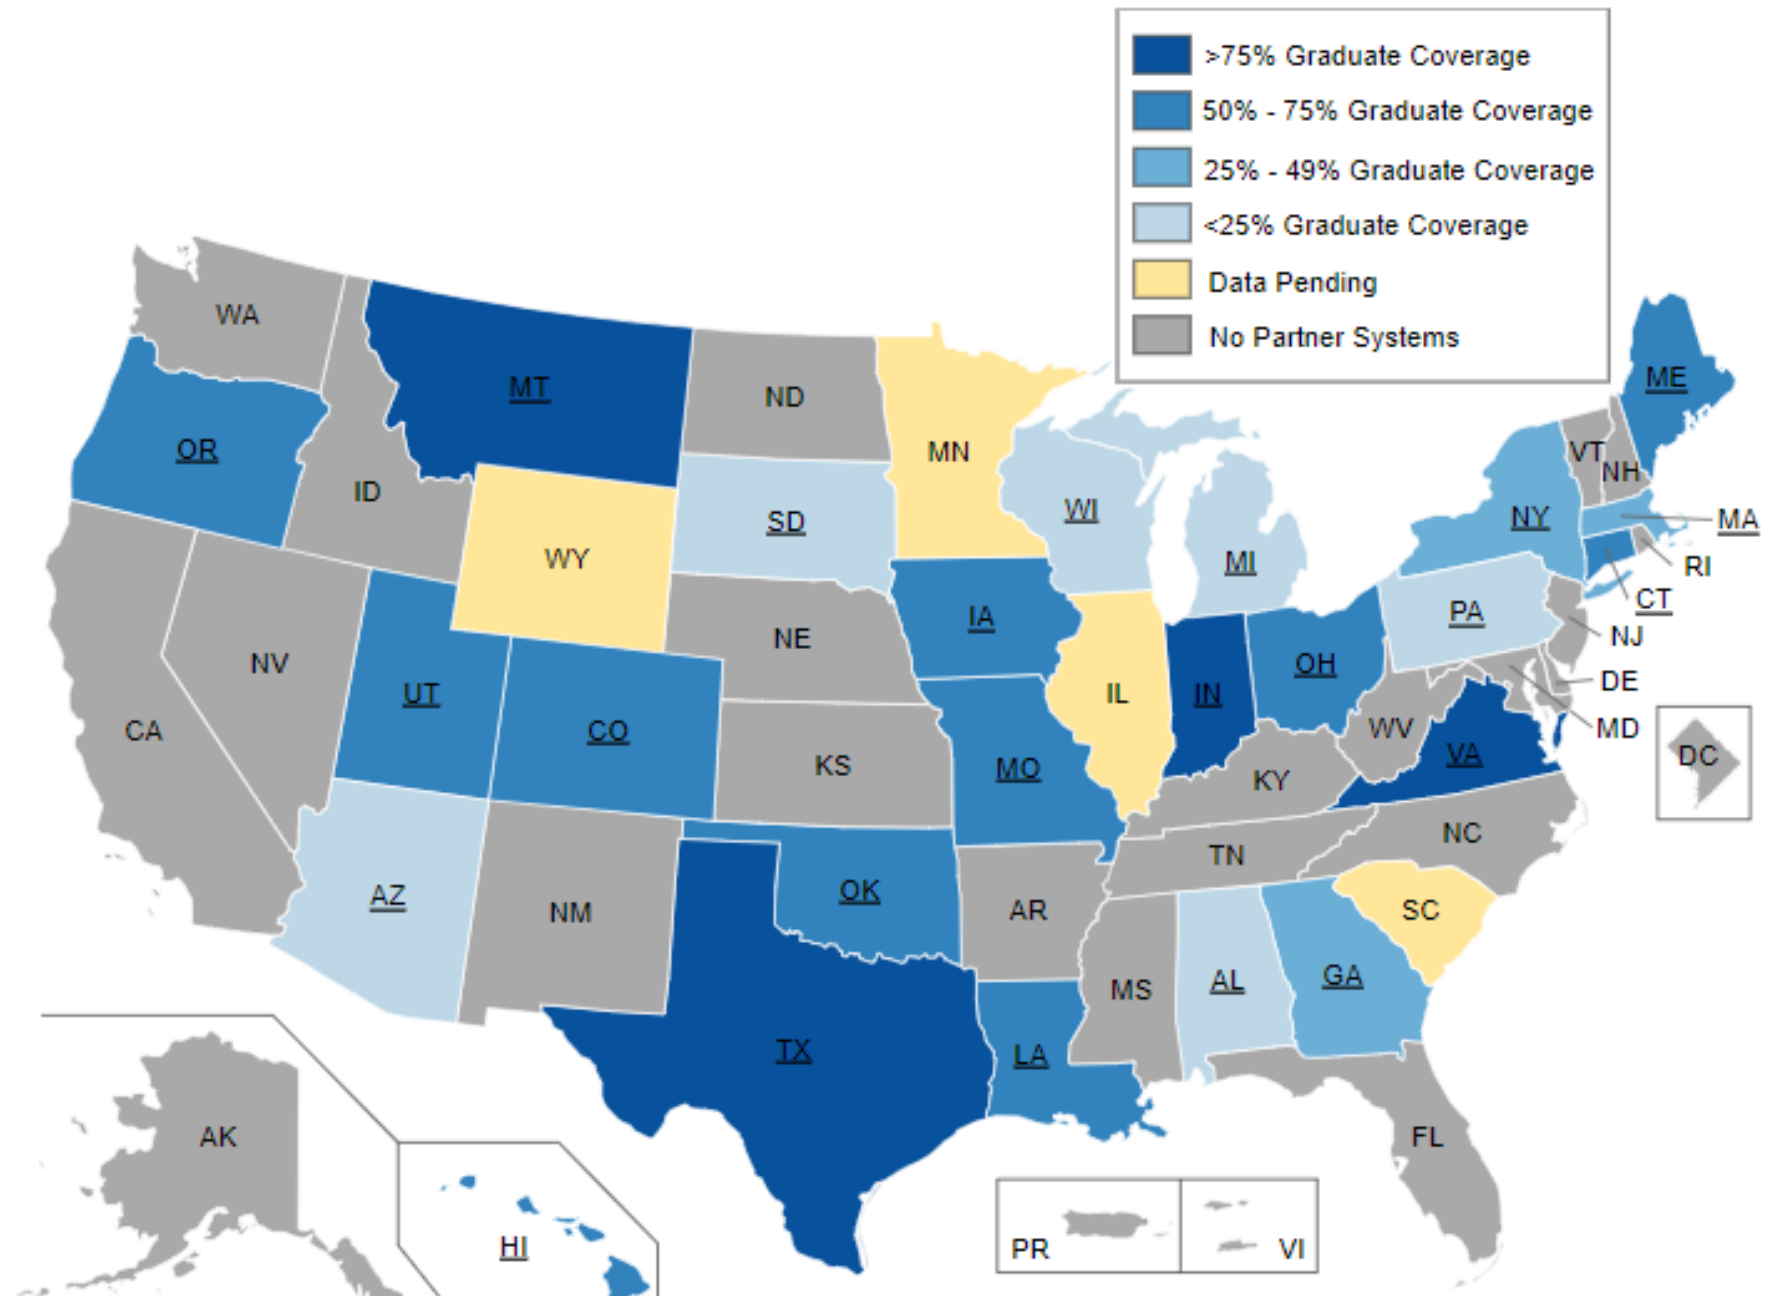 >75% Graduate Coverage
50% - 75% Graduate Coverage
25% - 49% Graduate Coverage
<25% Graduate Coverage
Data Pending
No Partner Systems
WA
MT
ND
MN
ME
OR
ID
SD
WI
MI
VT
NH
NY
MA
RI
CT
WY
IA
NE
PA
NJ
OH
DE
NV
UT
CO
IL
IN
WV
MD
DC
CA
KS
MO
KY
VA
NC
TN
AZ
NM
OK
AR
SC
MS
AL
GA
TX
LA
AK
FL
HI
PR
VI